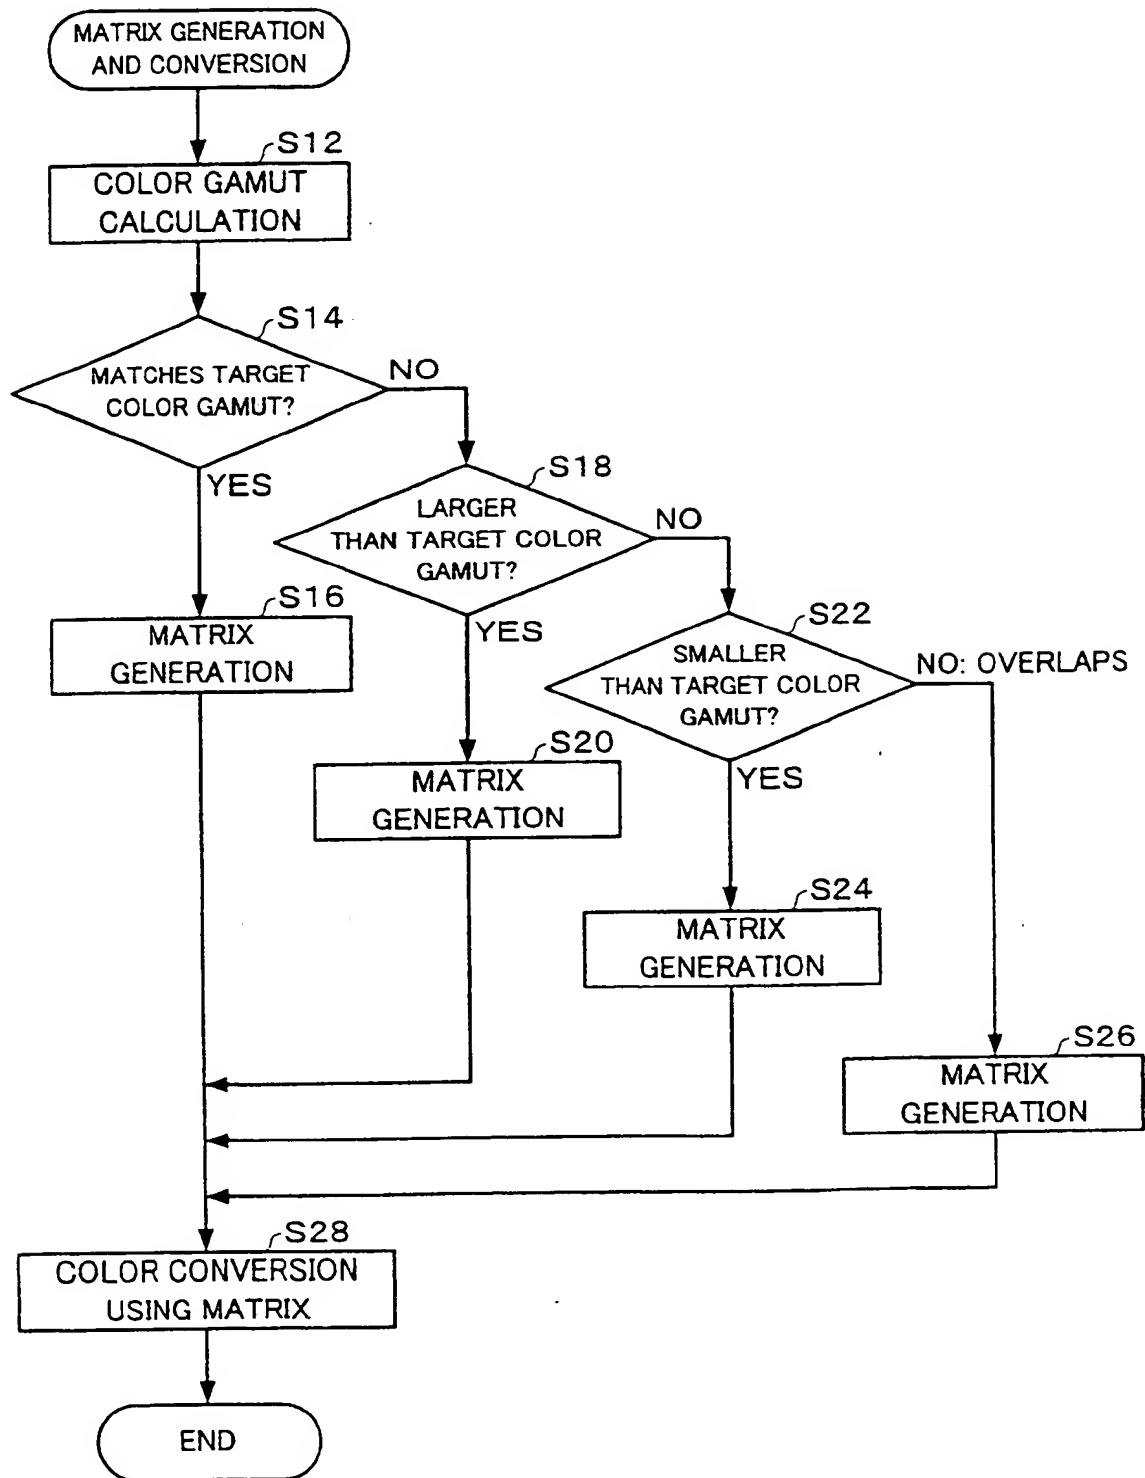 MATRIX GENERATION
AND CONVERSION
S12
COLOR GAMUT
CALCULATION
S14
MATCHES TARGET
COLOR GAMUT?
NO
YES
S18
LARGER
THAN TARGET COLOR
GAMUT?
NO
YES
S16
MATRIX
GENERATION
S22
SMALLER
THAN TARGET COLOR
GAMUT?
NO: OVERLAPS
YES
S20
MATRIX
GENERATION
S24
MATRIX
GENERATION
S26
MATRIX
GENERATION
S28
COLOR CONVERSION
USING MATRIX
END